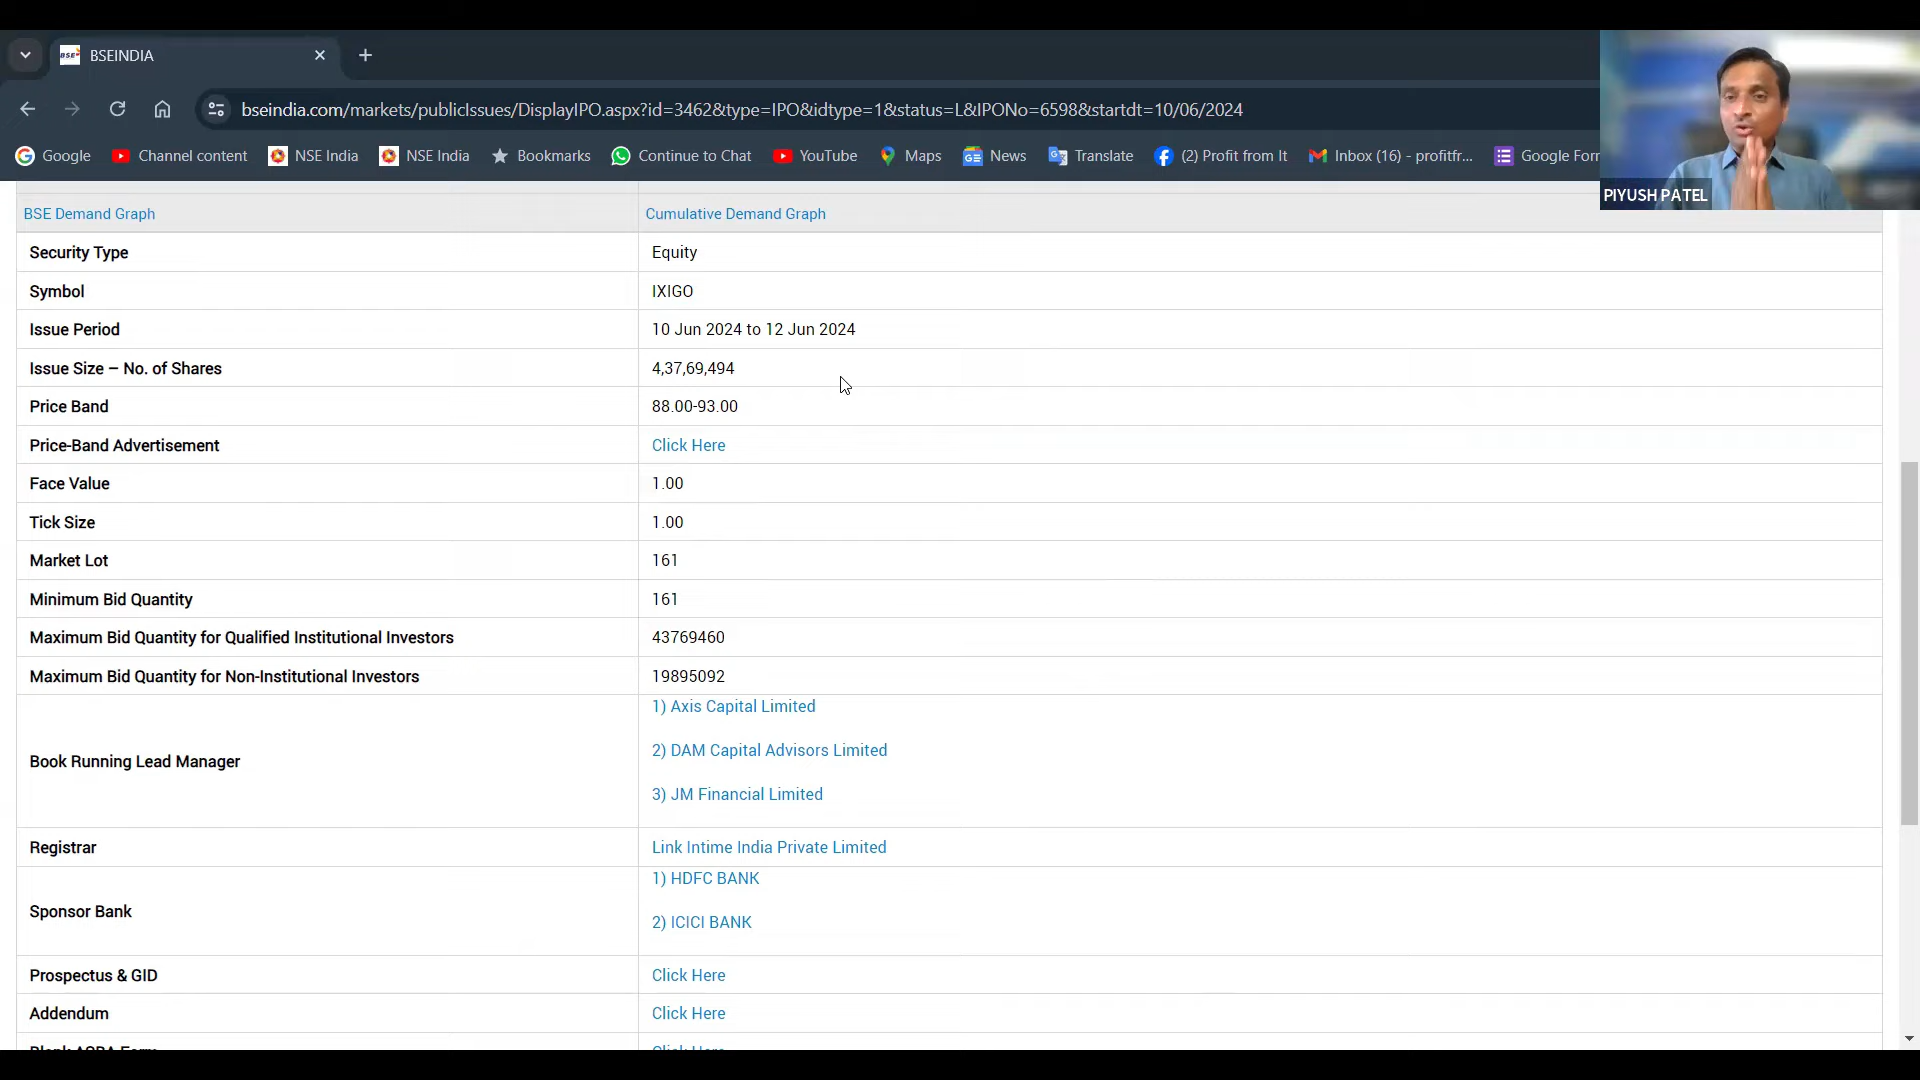 BSEINDIA
bseindia.com/markets/publicIssues/DisplayIPO.aspx?id=3462&type=IPO&idtype=1&status=L&IPONo=6598&startdt=10/06/2024
Google Channel content NSE India NSE India Bookmarks Continue to Chat YouTube Maps News Translate (2) Profit from It Inbox (16) - profitfr... Google Forn
PIYUSH PATEL
BSE Demand Graph Cumulative Demand Graph
Security Type Equity
Symbol IXIGO
Issue Period 10 Jun 2024 to 12 Jun 2024
Issue Size – No. of Shares 4,37,69,494
Price Band 88.00-93.00
Price-Band Advertisement Click Here
Face Value 1.00
Tick Size 1.00
Market Lot 161
Minimum Bid Quantity 161
Maximum Bid Quantity for Qualified Institutional Investors 43769460
Maximum Bid Quantity for Non-Institutional Investors 19895092
Book Running Lead Manager
1) Axis Capital Limited
2) DAM Capital Advisors Limited
3) JM Financial Limited
Registrar Link Intime India Private Limited
Sponsor Bank
1) HDFC BANK
2) ICICI BANK
Prospectus & GID Click Here
Addendum Click Here